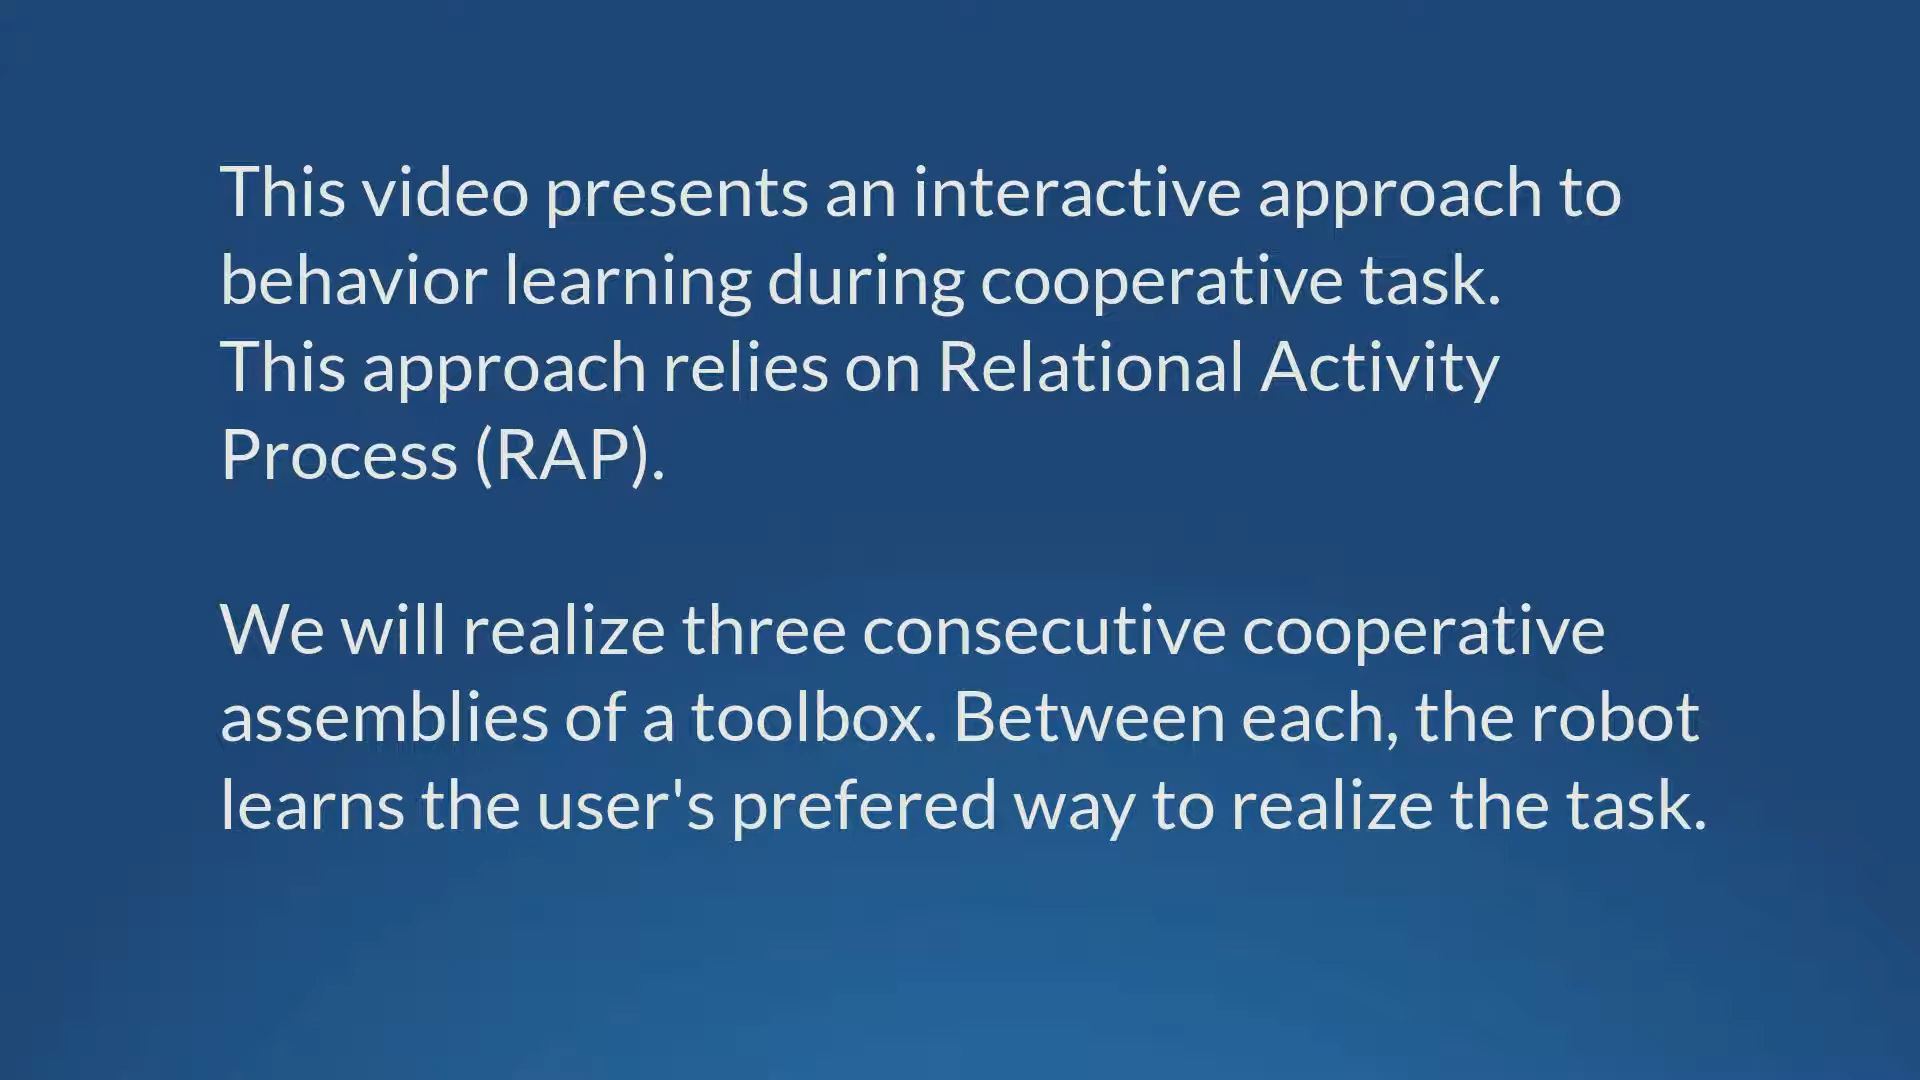 This video presents an interactive approach to
behavior learning during cooperative task.
This approach relies on Relational Activity
Process (RAP).
We will realize three consecutive cooperative
assemblies of a toolbox. Between each, the robot
learns the user's prefered way to realize the task.